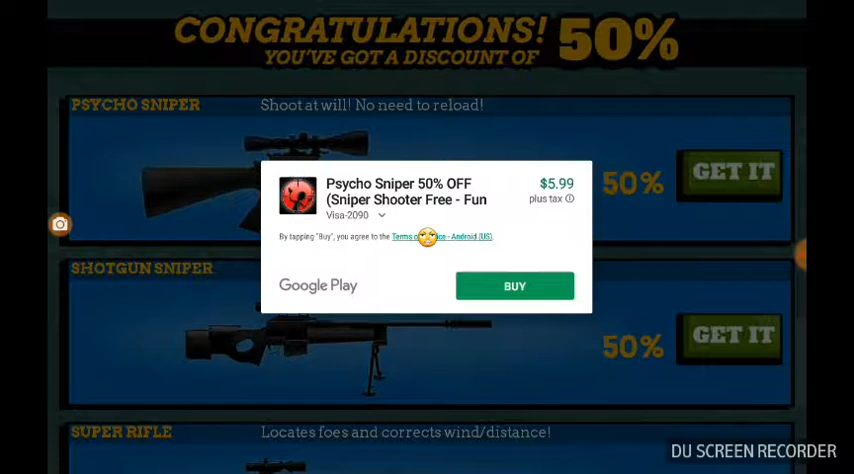 CONGRATULATIONS!
YOU'VE GOT A DISCOUNT OF 50%
PSYCHO SNIPER Shoot at will! No need to reload!
Psycho Sniper 50% OFF $5.99
(Sniper Shooter Free - Fun plus tax
Visa-2090
By tapping "Buy", you agree to the Terms - Android (US).
Google Play BUY
50% GET IT
SHOTGUN SNIPER
50% GET IT
SUPER RIFLE Locates foes and corrects wind/distance!
DU SCREEN RECORDER